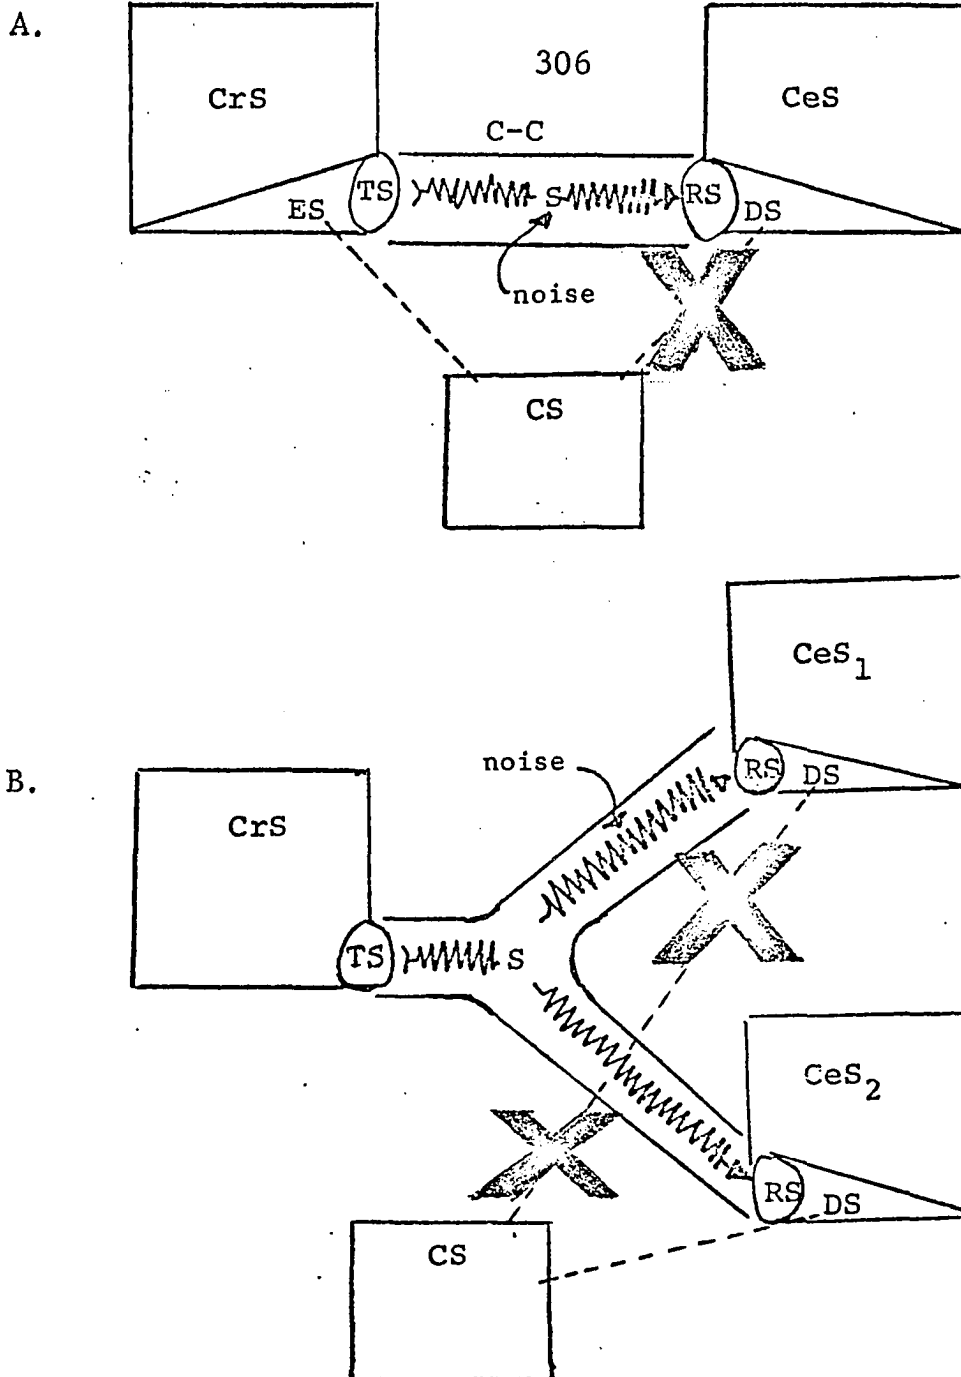 A.
306
CrS
CeS
C-C
TS
S
RS
ES
DS
noise
CS
B.
CeS₁
noise
RS DS
CrS
TS
S
CeS₂
RS
DS
CS